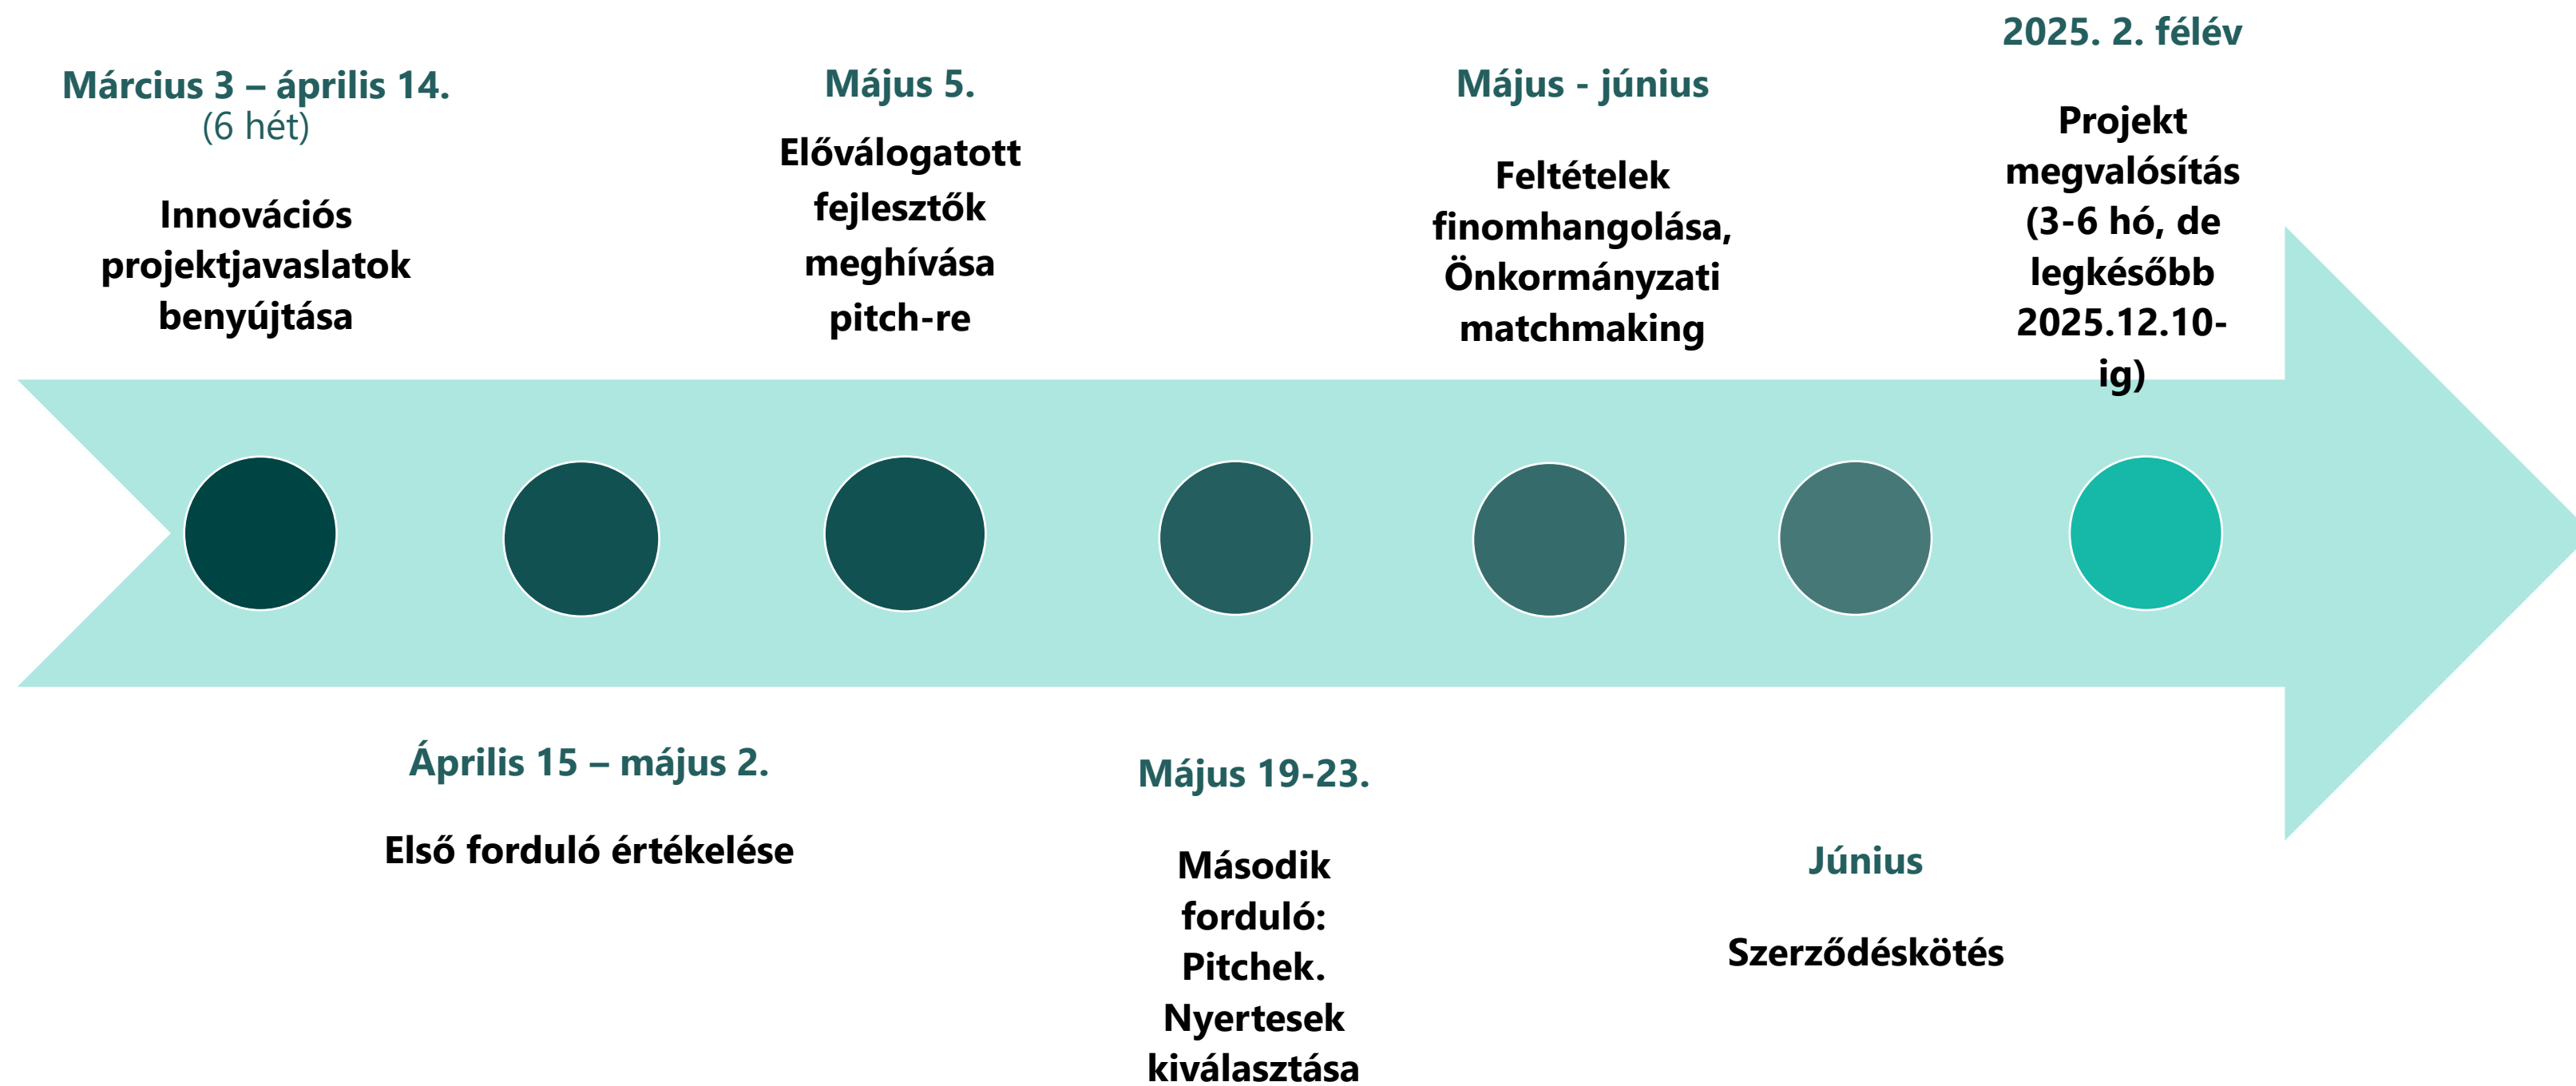 Március 3 – április 14.
(6 hét)
Innovációs
projektjavaslatok
benyújtása
Április 15 – május 2.
Első forduló értékelése
Május 5.
Előválogatott
fejlesztők
meghívása
pitch-re
Május 19-23.
Második
forduló:
Pitchek.
Nyertesek
kiválasztása
Május - június
Feltételek
finomhangolása,
Önkormányzati
matchmaking
Június
Szerződéskötés
2025. 2. félév
Projekt
megvalósítás
(3-6 hó, de
legkésőbb
2025.12.10-
ig)